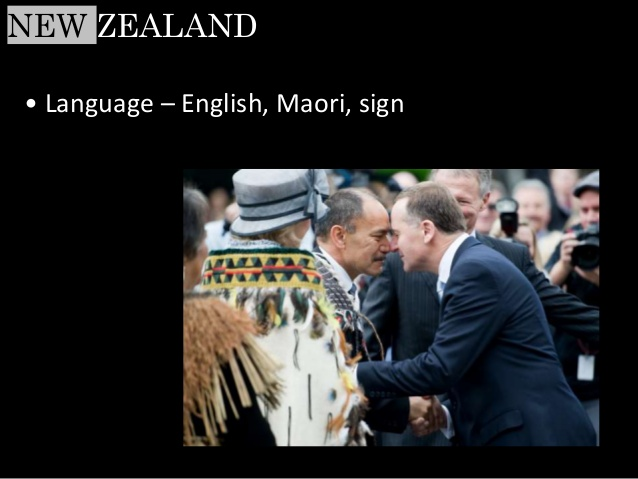 NEW ZEALAND
• Language – English, Maori, sign